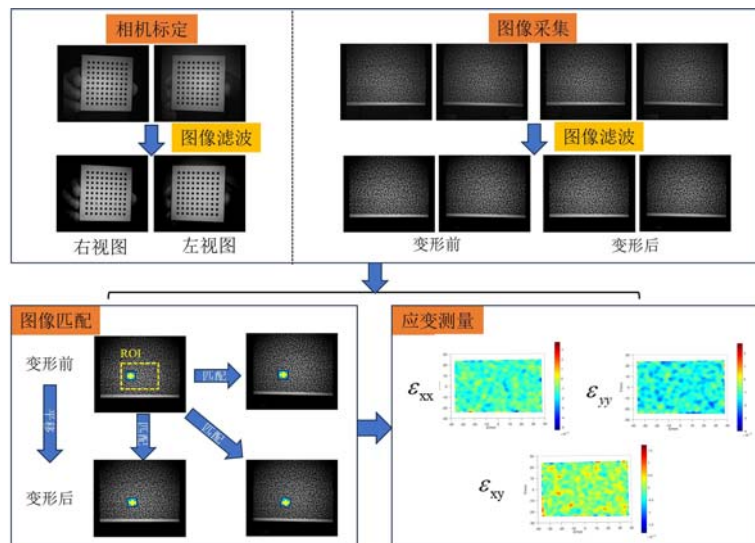 相机标定
图像采集
图像滤波
图像滤波
右视图
左视图
变形前
变形后
图像匹配
应变测量
变形前
ROI
匹配
平移
匹配
匹配
变形后
εxx
εyy
εxy